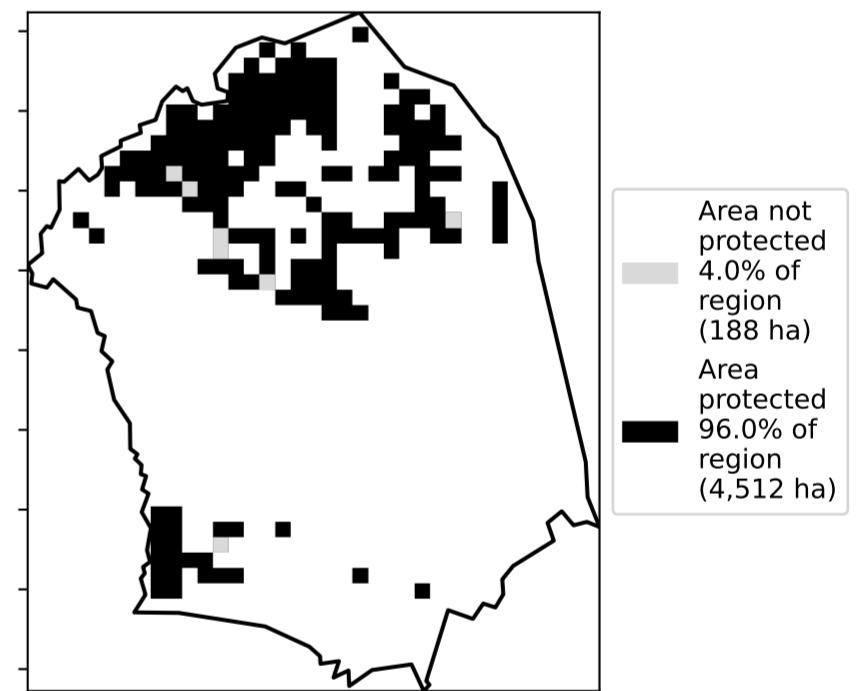 Area not
protected
4.0% of
region
(188 ha)
Area
protected
96.0% of
region
(4,512 ha)